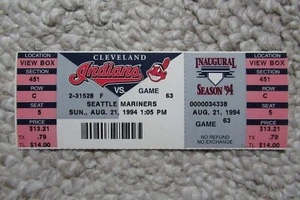 LOCATION
VIEW BOX
SECTION
451
ROW
C
SEAT
5
PRICE
$13.21
TX .79
TL $14.00
CLEVELAND
Indians
VS. GAME
2-31528 F 63
SEATTLE MARINERS
SUN., AUG. 21, 1994 1:05 PM
INAUGURAL
SEASON '94
0000034338
AUG. 21, 1994
GAME 63
NO REFUND
NO EXCHANGE
LOCATION
VIEW BOX
SECTION
451
ROW
C
SEAT
5
PRICE
$13.21
TX .79
TL $14.00